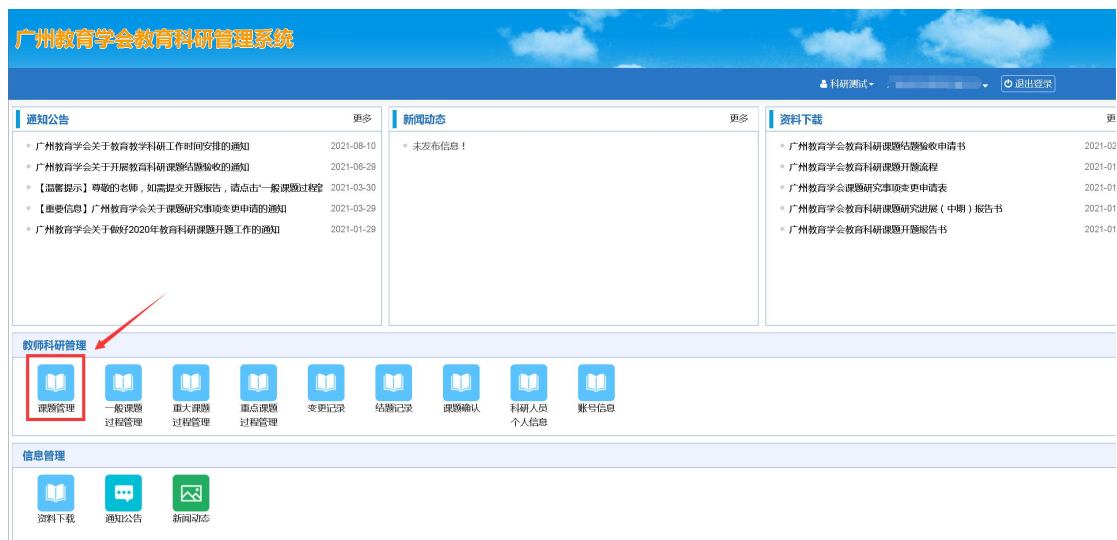 广州教育学会教育科研管理系统
科研测试
退出登录
通知公告 更多
广州教育学会关于教育教学科研工作时间安排的通知 2021-08-10
广州教育学会关于开展教育科研课题结题验收的通知 2021-06-29
【温馨提示】尊敬的老师，如需提交开题报告，请点击“一般课题过程管 2021-03-30
【重要信息】广州教育学会关于课题研究事项变更申请的通知 2021-03-29
广州教育学会关于做好2020年教育科研课题开题工作的通知 2021-01-29
新闻动态 更多
未发布信息！
资料下载 更
广州教育学会教育科研课题结题验收申请书 2021-02
广州教育学会教育科研课题开题流程 2021-01
广州教育学会课题研究事项变更申请表 2021-01
广州教育学会教育科研课题研究进展（中期）报告书 2021-01
广州教育学会教育科研课题开题报告书 2021-01
教师科研管理
课题管理
一般课题
过程管理
重大课题
过程管理
重点课题
过程管理
变更记录
结题记录
课题确认
科研人员
个人信息
账号信息
信息管理
资料下载
通知公告
新闻动态